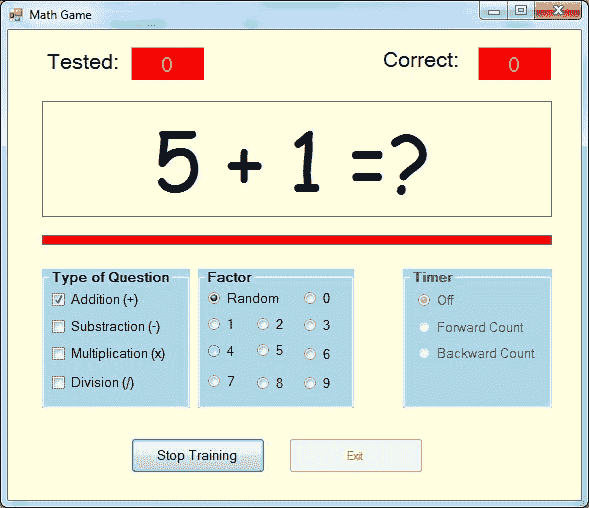 Math Game
Tested: 0 Correct: 0
5 + 1 =?
Type of Question Factor Timer
Addition (+) Random 0 Off
Substraction (-) 1 2 3 Forward Count
Multiplication (x) 4 5 6 Backward Count
Division (/) 7 8 9
Stop Training Exit